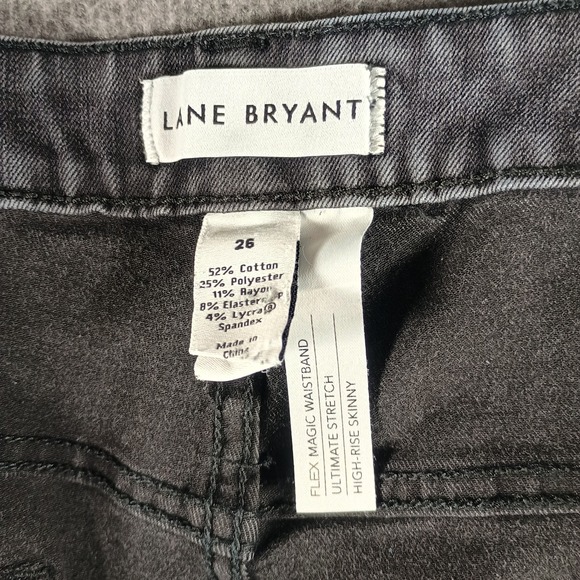 LANE BRYANT
26
52% Cotton
25% Polyester
11% Rayon
8%
4% Lycra®
Spandex
Made in
China
FLEX MAGIC WAISTBAND
ULTIMATE STRETCH
HIGH-RISE SKINNY